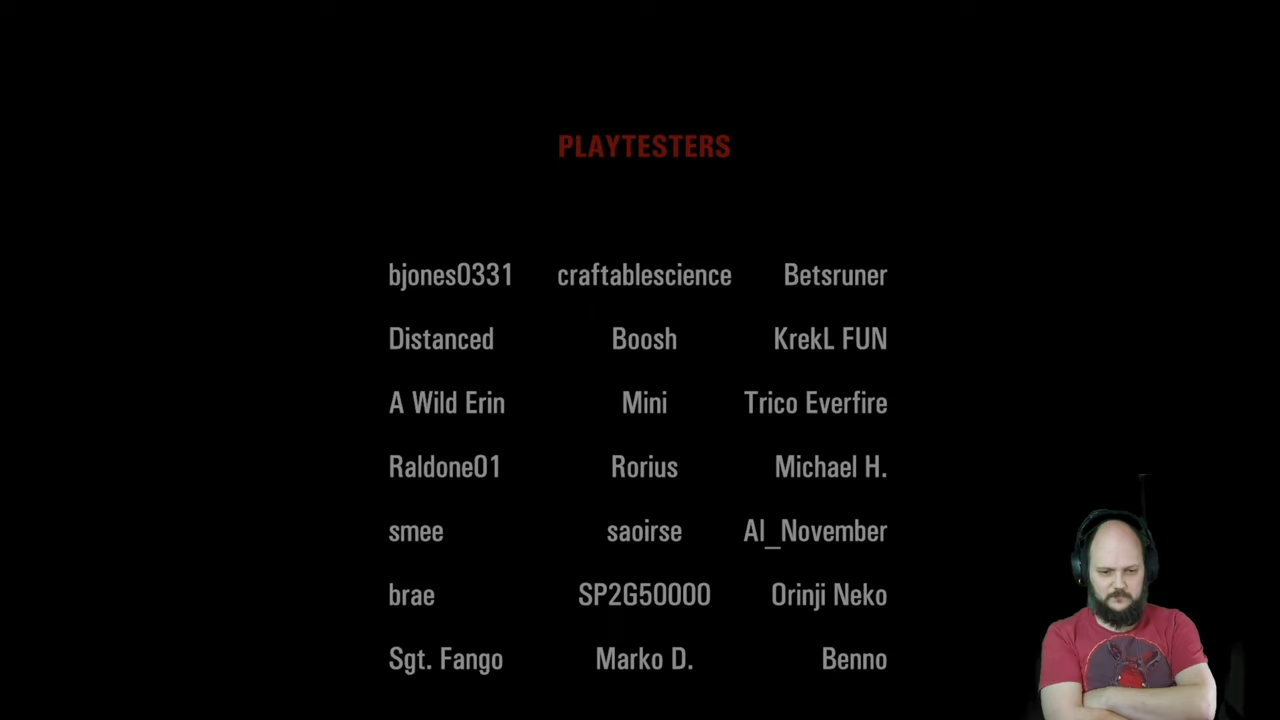 PLAYTESTERS
bjones0331 craftablescience Betsruner
Distanced Boosh KrekL FUN
A Wild Erin Mini Trico Everfire
Raldone01 Rorius Michael H.
smee saoirse AI_November
brae SP2G50000 Orinji Neko
Sgt. Fango Marko D. Benno